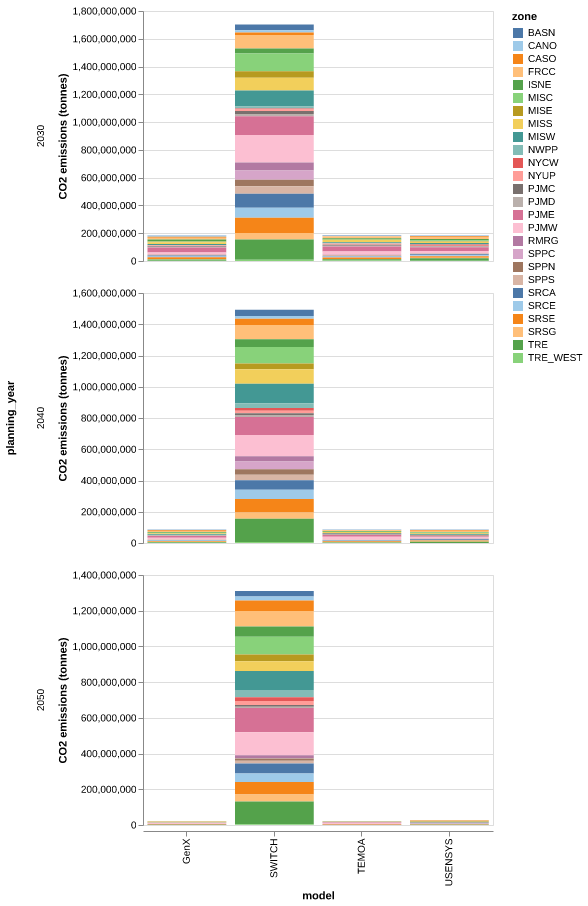 zone
BASN
CANO
CASO
FRCC
ISNE
MISC
MISE
MISS
MISW
NWPP
NYCW
NYUP
PJMC
PJMD
PJME
PJMW
RMRG
SPPC
SPPN
SPPS
SRCA
SRCE
SRSE
SRSG
TRE
TRE_WEST
planning_year
2030
CO2 emissions (tonnes)
1,800,000,000
1,600,000,000
1,400,000,000
1,200,000,000
1,000,000,000
800,000,000
600,000,000
400,000,000
200,000,000
0
2040
CO2 emissions (tonnes)
1,600,000,000
1,400,000,000
1,200,000,000
1,000,000,000
800,000,000
600,000,000
400,000,000
200,000,000
0
2050
CO2 emissions (tonnes)
1,400,000,000
1,200,000,000
1,000,000,000
800,000,000
600,000,000
400,000,000
200,000,000
0
GenX
SWITCH
TEMOA
USENSYS
model